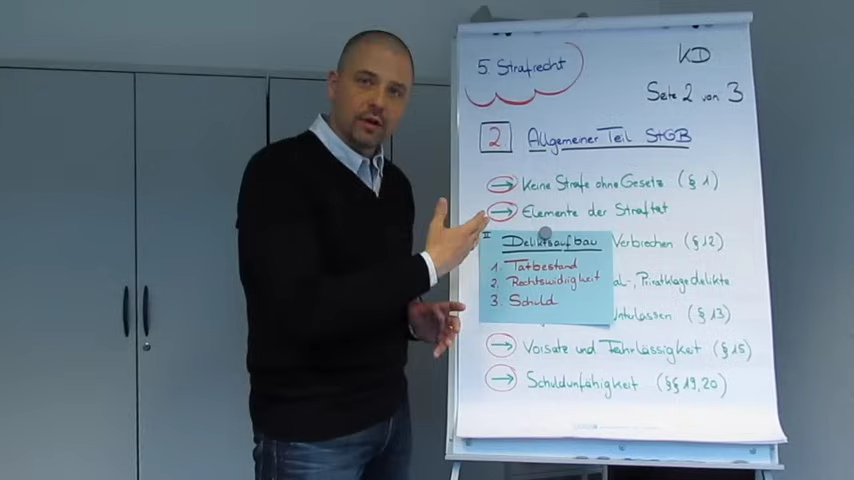 5. Strafrecht
KD
Seite 2 von 3
2 Allgemeiner Teil StGB
→ Keine Strafe ohne Gesetz (§ 1)
→ Elemente der Straftat
II Deliktsaufbau
1. Tatbestand
2. Rechtswidrigkeit
3. Schuld
Verbrechen (§ 12)
Privatklagedelikte
Unterlassen (§ 13)
→ Vorsatz und Fahrlässigkeit (§ 15)
→ Schuldunfähigkeit (§§ 19, 20)